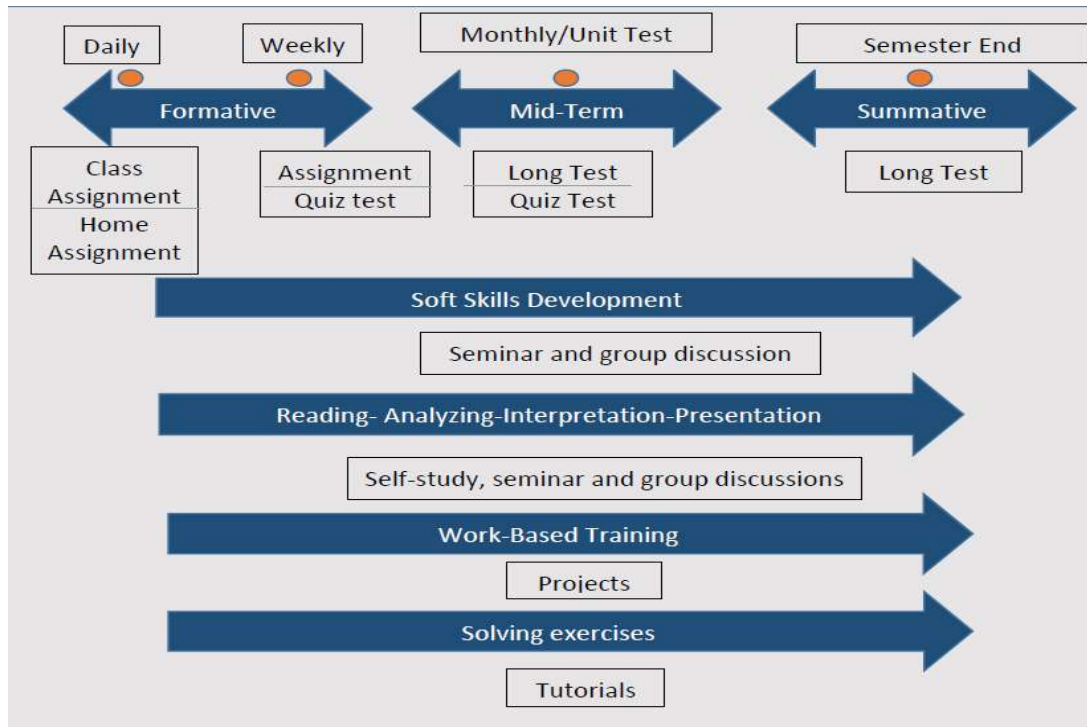 Daily
Weekly
Monthly/Unit Test
Semester End
Formative
Mid-Term
Summative
Class
Assignment
Home
Assignment
Assignment
Quiz test
Long Test
Quiz Test
Long Test
Soft Skills Development
Seminar and group discussion
Reading- Analyzing-Interpretation-Presentation
Self-study, seminar and group discussions
Work-Based Training
Projects
Solving exercises
Tutorials